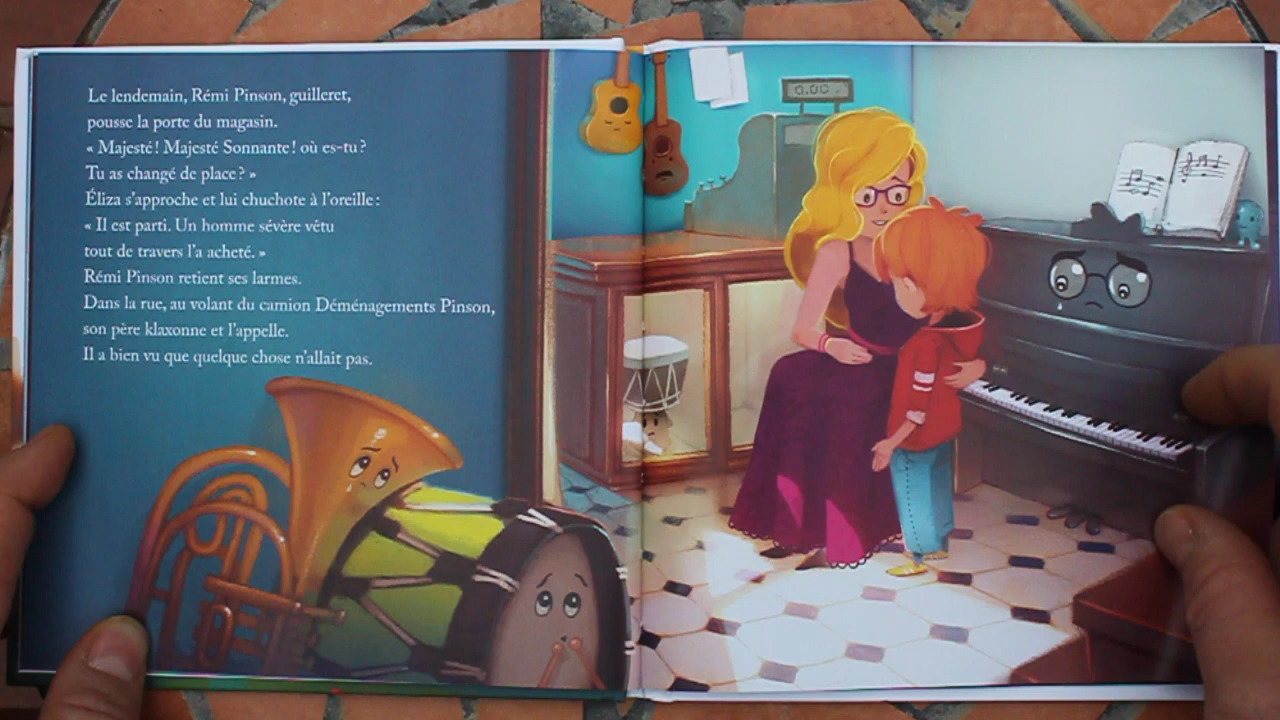 Le lendemain, Rémi Pinson, guilleret,
pousse la porte du magasin.
« Majesté ! Majesté Sonnante ! où es-tu ?
Tu as changé de place ? »
Éliza s’approche et lui chuchote à l’oreille :
« Il est parti. Un homme sévère vêtu
tout de travers l’a acheté. »
Rémi Pinson retient ses larmes.
Dans la rue, au volant du camion Déménagements Pinson,
son père klaxonne et l’appelle.
Il a bien vu que quelque chose n’allait pas.
0.00